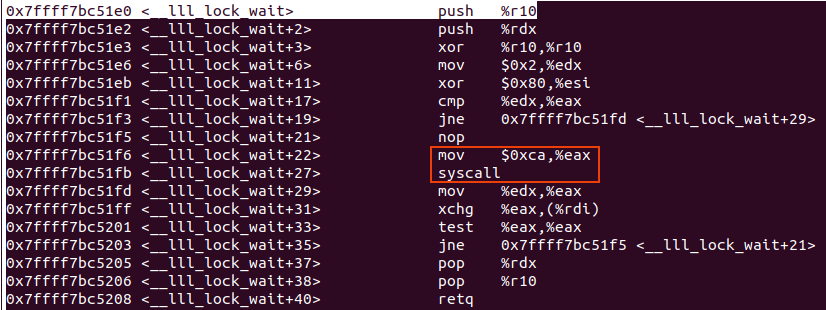 0x7ffff7bc51e0 <__lll_lock_wait> push %r10
0x7ffff7bc51e2 <__lll_lock_wait+2> push %rdx
0x7ffff7bc51e3 <__lll_lock_wait+3> xor %r10,%r10
0x7ffff7bc51e6 <__lll_lock_wait+6> mov $0x2,%edx
0x7ffff7bc51eb <__lll_lock_wait+11> xor $0x80,%esi
0x7ffff7bc51f1 <__lll_lock_wait+17> cmp %edx,%eax
0x7ffff7bc51f3 <__lll_lock_wait+19> jne 0x7ffff7bc51fd <__lll_lock_wait+29>
0x7ffff7bc51f5 <__lll_lock_wait+21> nop
0x7ffff7bc51f6 <__lll_lock_wait+22> mov $0xca,%eax
0x7ffff7bc51fb <__lll_lock_wait+27> syscall
0x7ffff7bc51fd <__lll_lock_wait+29> mov %edx,%eax
0x7ffff7bc51ff <__lll_lock_wait+31> xchg %eax,(%rdi)
0x7ffff7bc5201 <__lll_lock_wait+33> test %eax,%eax
0x7ffff7bc5203 <__lll_lock_wait+35> jne 0x7ffff7bc51f5 <__lll_lock_wait+21>
0x7ffff7bc5205 <__lll_lock_wait+37> pop %rdx
0x7ffff7bc5206 <__lll_lock_wait+38> pop %r10
0x7ffff7bc5208 <__lll_lock_wait+40> retq